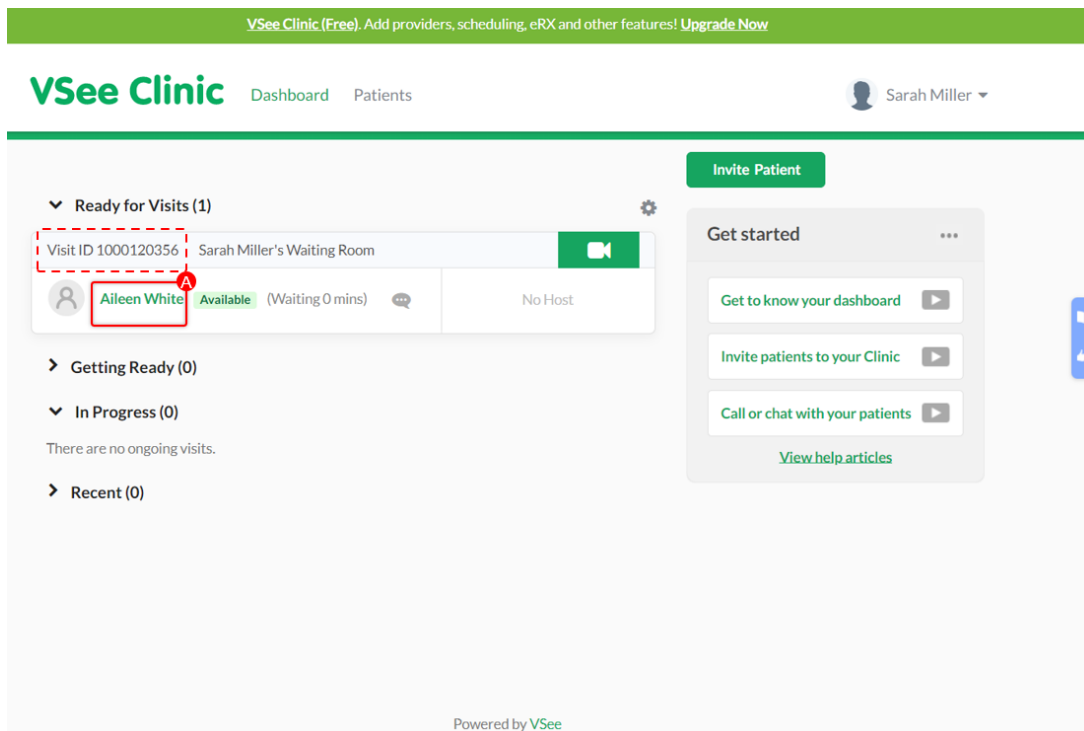 VSee Clinic (Free). Add providers, scheduling, eRX and other features! Upgrade Now
VSee Clinic Dashboard Patients Sarah Miller
Invite Patient
Ready for Visits (1)
Visit ID 1000120356 Sarah Miller's Waiting Room
A
Aileen White Available (Waiting 0 mins) No Host
Getting Ready (0)
In Progress (0)
There are no ongoing visits.
Recent (0)
Get started
Get to know your dashboard
Invite patients to your Clinic
Call or chat with your patients
View help articles
Powered by VSee